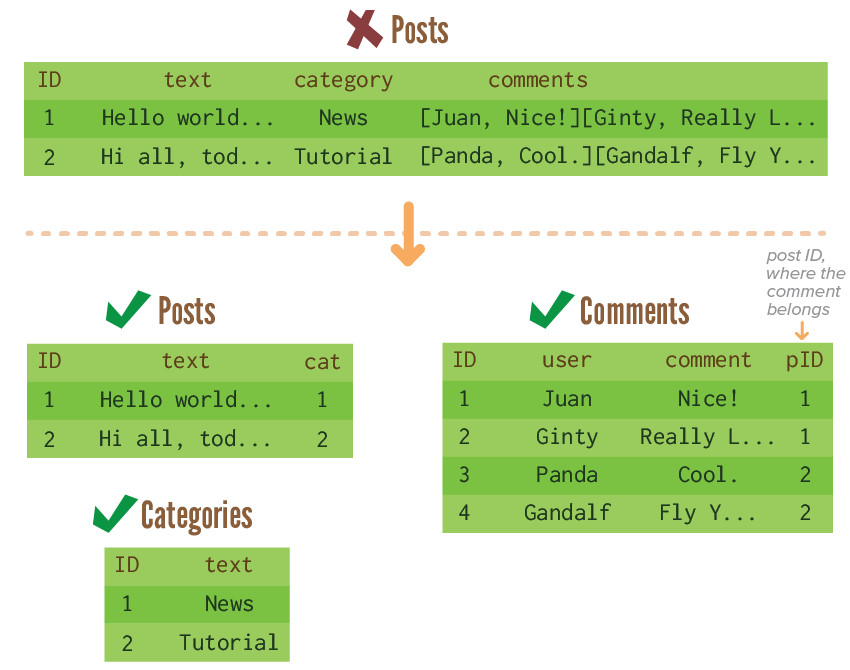 Posts
ID text category comments
1 Hello world... News [Juan, Nice!][Ginty, Really L...
2 Hi all, tod... Tutorial [Panda, Cool.][Gandalf, Fly Y...
post ID,
where the
comment
belongs
Posts
ID text cat
1 Hello world... 1
2 Hi all, tod... 2
Comments
ID user comment pID
1 Juan Nice! 1
2 Ginty Really L... 1
3 Panda Cool. 2
4 Gandalf Fly Y... 2
Categories
ID text
1 News
2 Tutorial